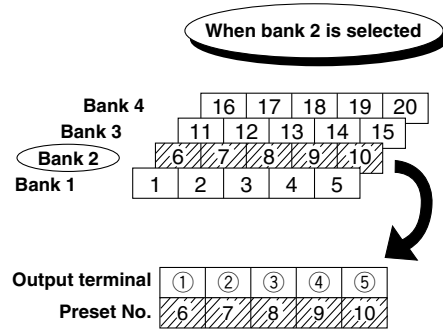 When bank 2 is selected
Bank 4 16 17 18 19 20
Bank 3 11 12 13 14 15
Bank 2 6 7 8 9 10
Bank 1 1 2 3 4 5
Output terminal ① ② ③ ④ ⑤
Preset No. 6 7 8 9 10